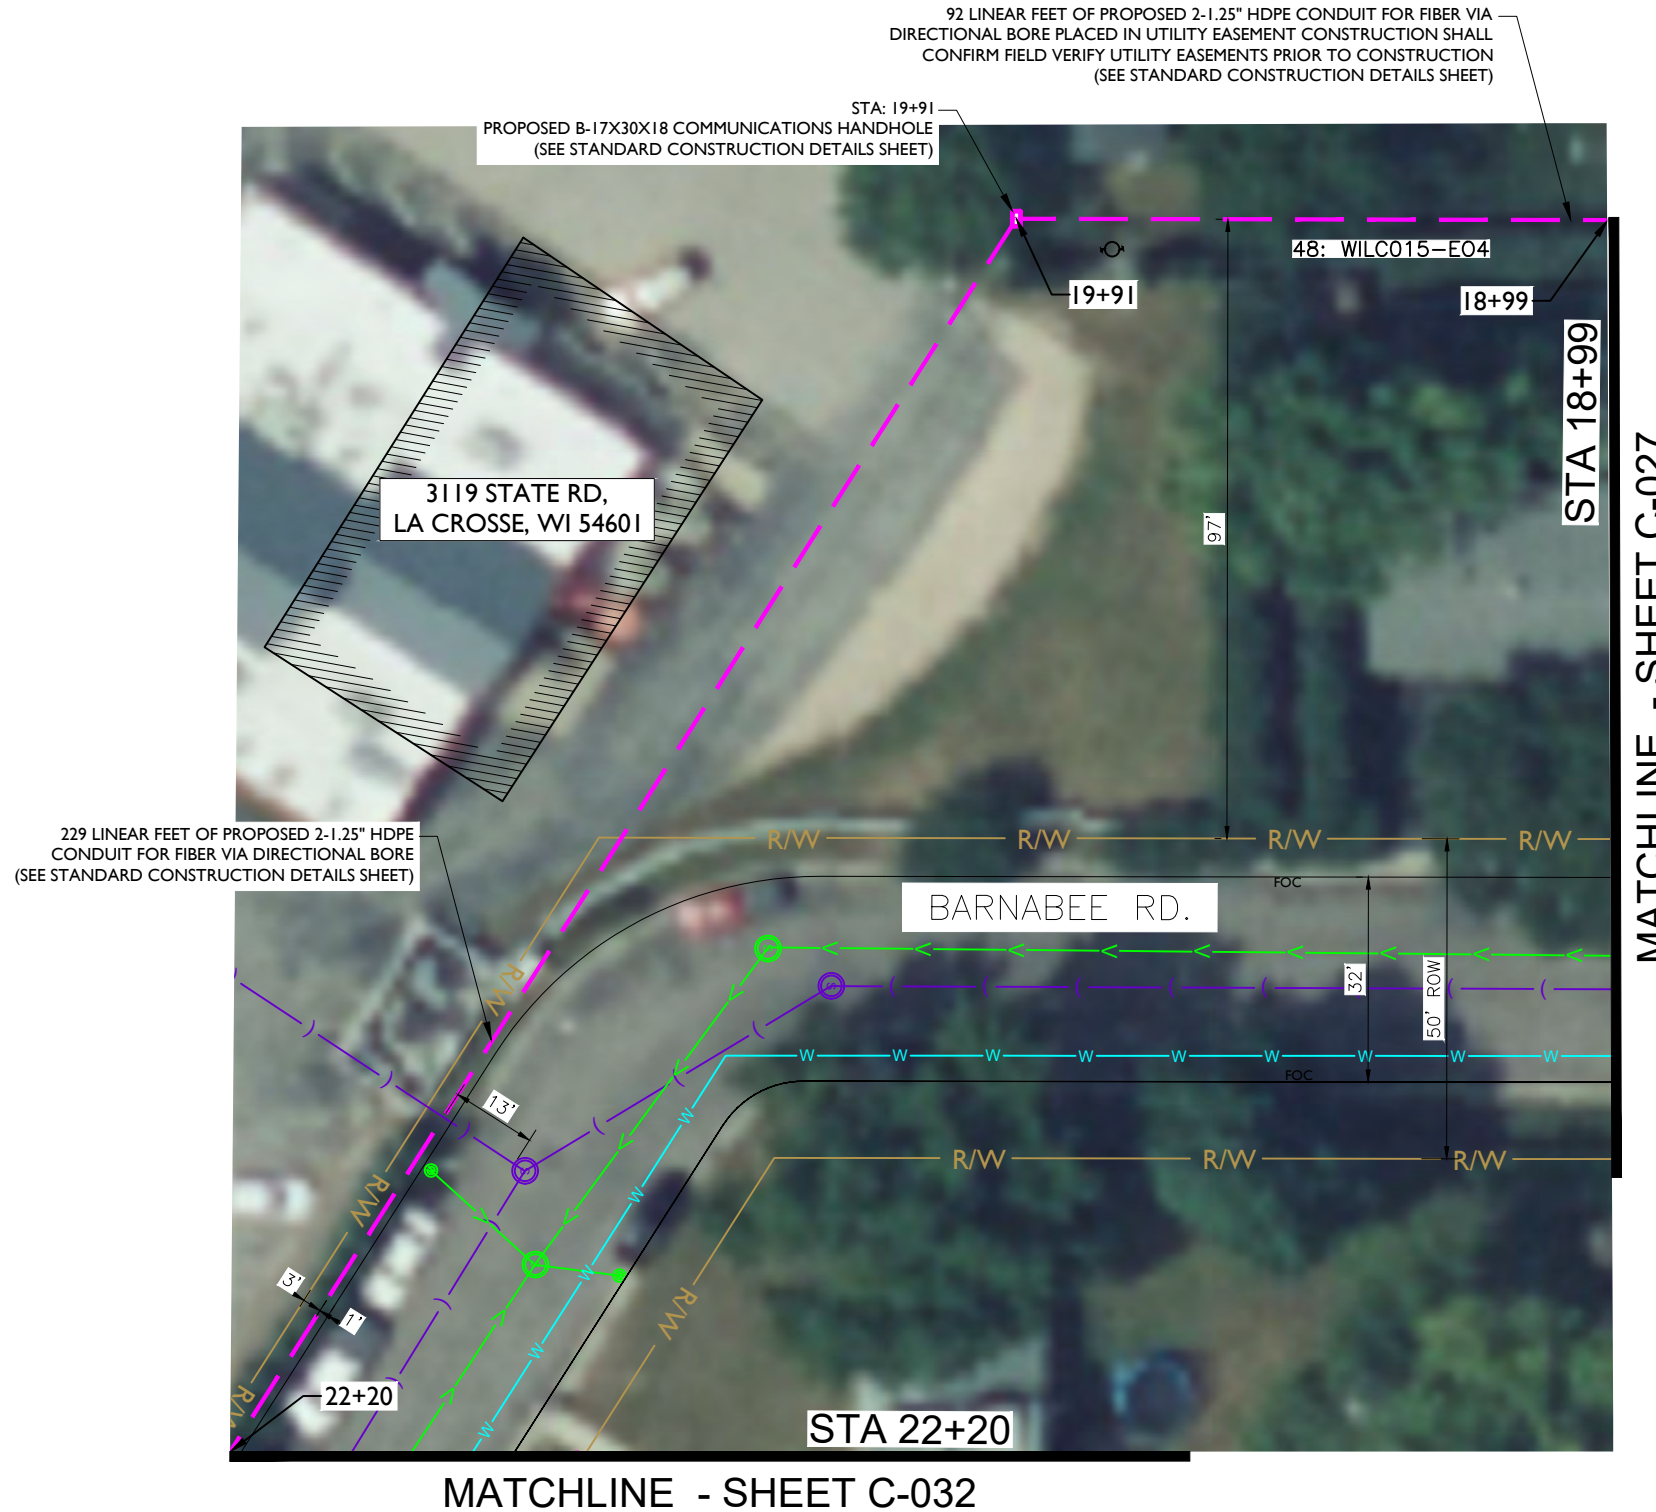 92 LINEAR FEET OF PROPOSED 2-1.25" HDPE CONDUIT FOR FIBER VIA
DIRECTIONAL BORE PLACED IN UTILITY EASEMENT CONSTRUCTION SHALL
CONFIRM FIELD VERIFY UTILITY EASEMENTS PRIOR TO CONSTRUCTION
(SEE STANDARD CONSTRUCTION DETAILS SHEET)
STA: 19+91
PROPOSED B-17X30X18 COMMUNICATIONS HANDHOLE
(SEE STANDARD CONSTRUCTION DETAILS SHEET)
48: WILC015-E04
19+91
18+99
STA 18+99
MATCHLINE - SHEET C-027
3119 STATE RD,
LA CROSSE, WI 54601
97'
229 LINEAR FEET OF PROPOSED 2-1.25" HDPE
CONDUIT FOR FIBER VIA DIRECTIONAL BORE
(SEE STANDARD CONSTRUCTION DETAILS SHEET)
R/W R/W R/W R/W
FOC
BARNABEE RD.
32'
50' ROW
R/W
W W W W W W W W W
FOC
13'
W
R/W R/W R/W
W
R/W
W
3'
1'
R/W
W
R/W
22+20
W
STA 22+20
MATCHLINE - SHEET C-032